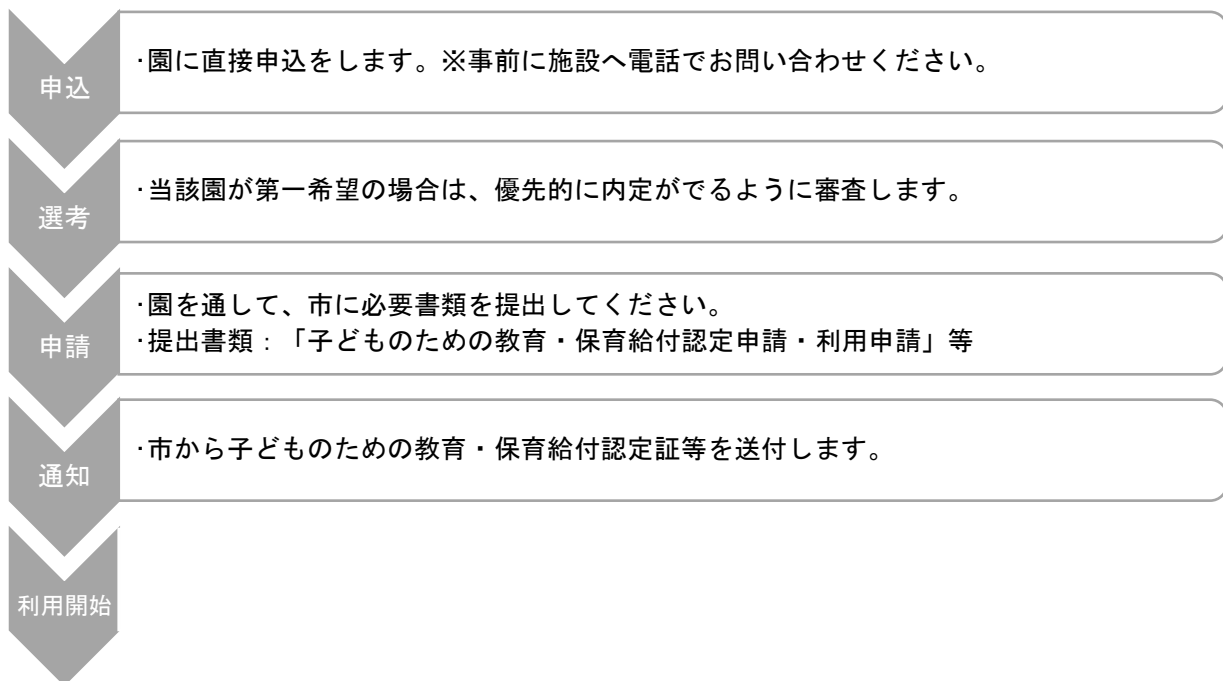 申込
·園に直接申込をします。※事前に施設へ電話でお問い合わせください。
選考
·当該園が第一希望の場合は、優先的に内定がでるように審査します。
申請
·園を通して、市に必要書類を提出してください。
·提出書類：「子どものための教育・保育給付認定申請・利用申請」等
通知
·市から子どものための教育・保育給付認定証等を送付します。
利用開始